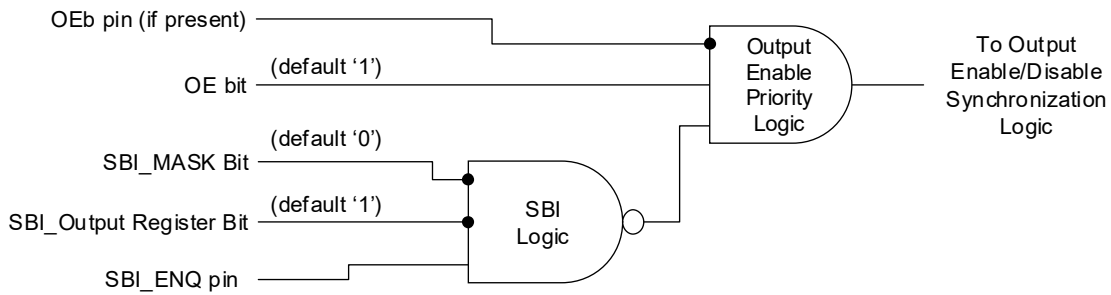 OEb pin (if present)
OE bit
(default ‘1’)
SBI_MASK Bit
(default ‘0’)
SBI_Output Register Bit
(default ‘1’)
SBI_ENQ pin
SBI
Logic
Output
Enable
Priority
Logic
To Output
Enable/Disable
Synchronization
Logic